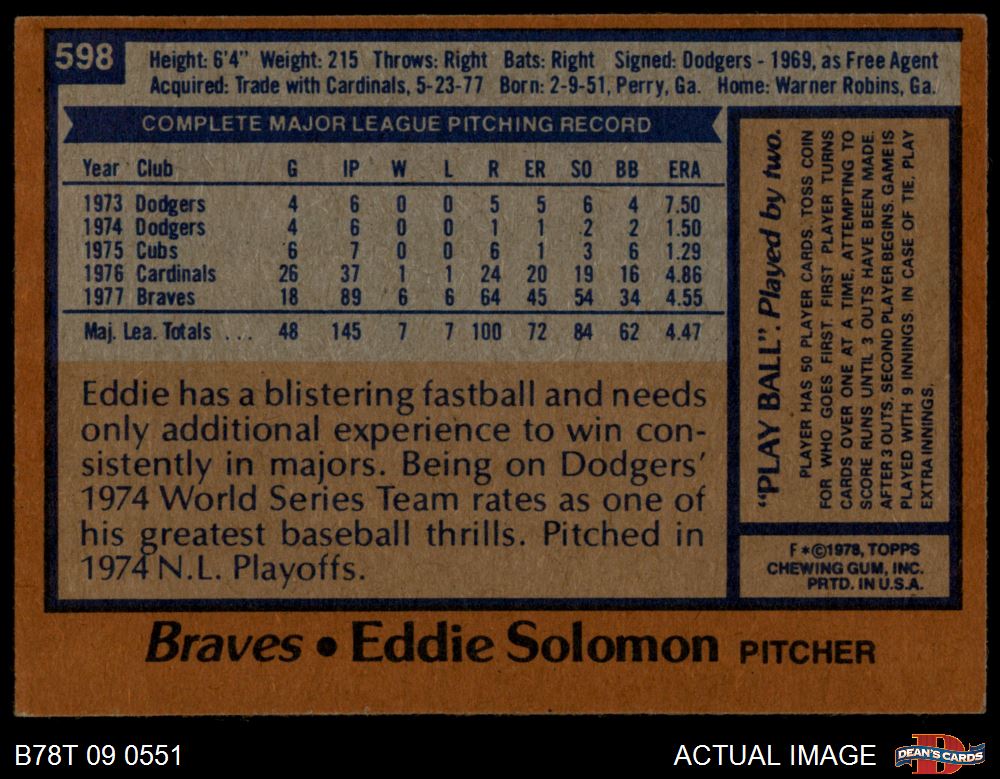 598
Height: 6'4" Weight: 215 Throws: Right Bats: Right Signed: Dodgers - 1969, as Free Agent
Acquired: Trade with Cardinals, 5-23-77 Born: 2-9-51, Perry, Ga. Home: Warner Robins, Ga.
COMPLETE MAJOR LEAGUE PITCHING RECORD
Year Club G IP W L R ER SO BB ERA
1973 Dodgers 4 6 0 0 5 5 6 4 7.50
1974 Dodgers 4 6 0 0 1 1 2 2 1.50
1975 Cubs 6 7 0 0 6 1 3 6 1.29
1976 Cardinals 26 37 1 1 24 20 19 16 4.86
1977 Braves 18 89 6 6 64 45 54 34 4.55
Maj. Lea. Totals ... 48 145 7 7 100 72 84 62 4.47
Eddie has a blistering fastball and needs
only additional experience to win con-
sistently in majors. Being on Dodgers'
1974 World Series Team rates as one of
his greatest baseball thrills. Pitched in
1974 N.L. Playoffs.
"PLAY BALL". Played by two.
PLAYER HAS 50 PLAYER CARDS. TOSS COIN
FOR WHO GOES FIRST. FIRST PLAYER TURNS
CARDS OVER ONE AT A TIME, ATTEMPTING TO
SCORE RUNS UNTIL 3 OUTS HAVE BEEN MADE.
AFTER 3 OUTS, SECOND PLAYER BEGINS. GAME IS
PLAYED WITH 9 INNINGS. IN CASE OF TIE, PLAY
EXTRA INNINGS.
F *©1978, TOPPS
CHEWING GUM, INC.
PRTD. IN U.S.A.
Braves • Eddie Solomon PITCHER
B78T 09 0551
ACTUAL IMAGE
DEAN'S CARDS